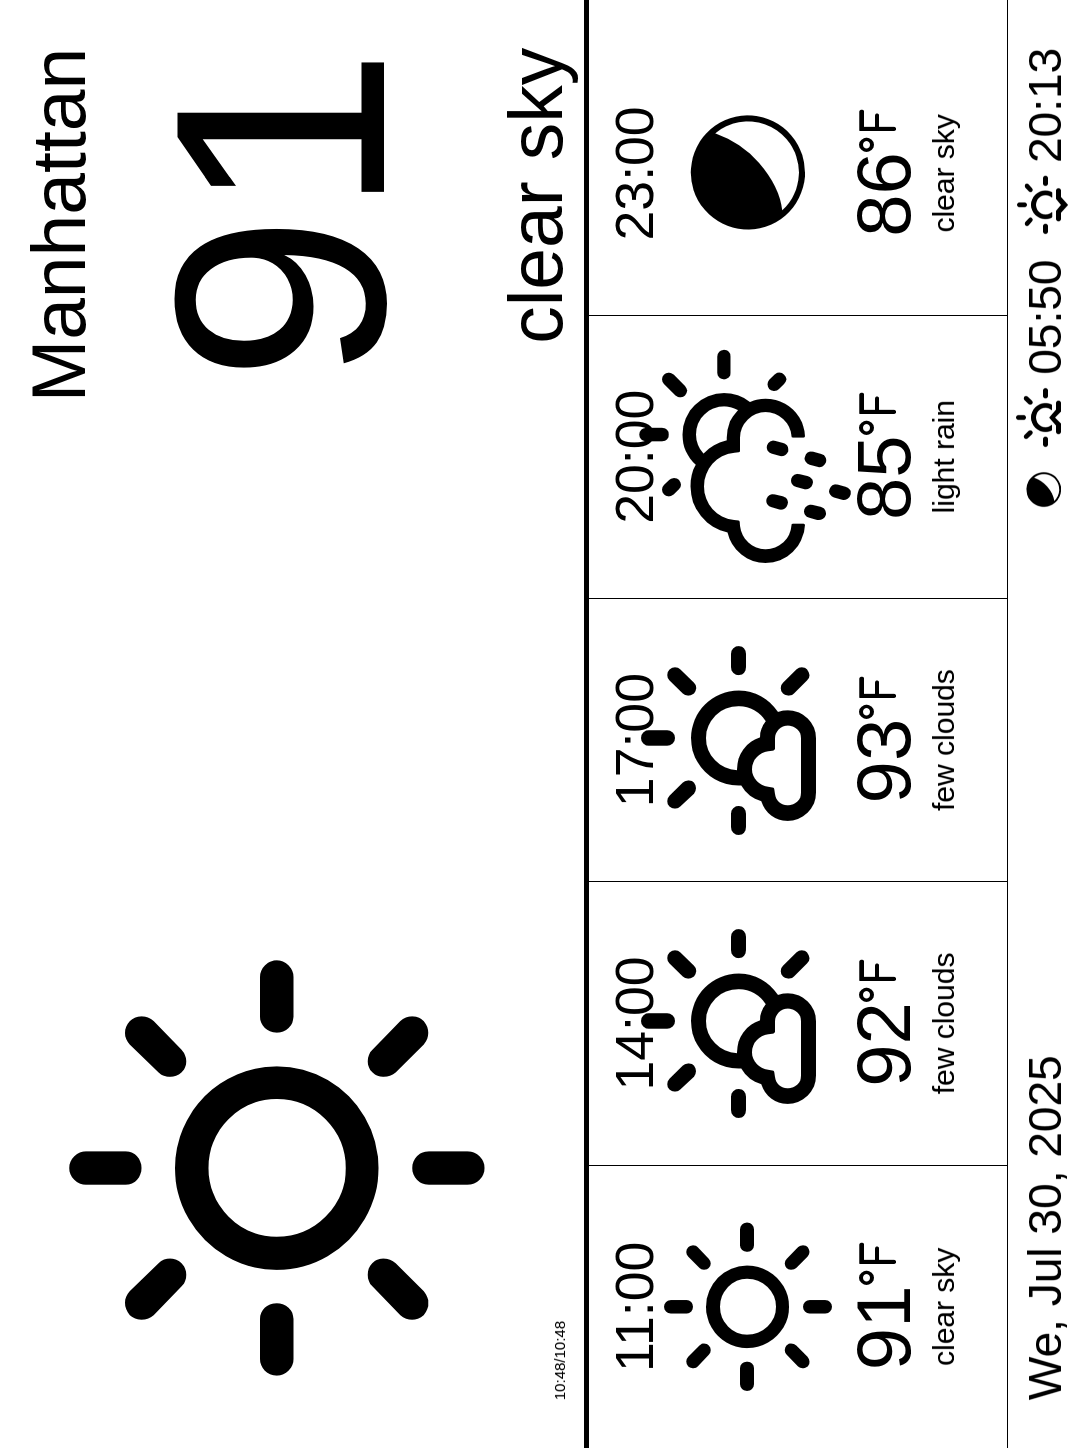 Manhattan
91
clear sky
10:48/10:48
11:00
91°F
clear sky
14:00
92°F
few clouds
17:00
93°F
few clouds
20:00
85°F
light rain
23:00
86°F
clear sky
We, Jul 30, 2025
05:50
20:13